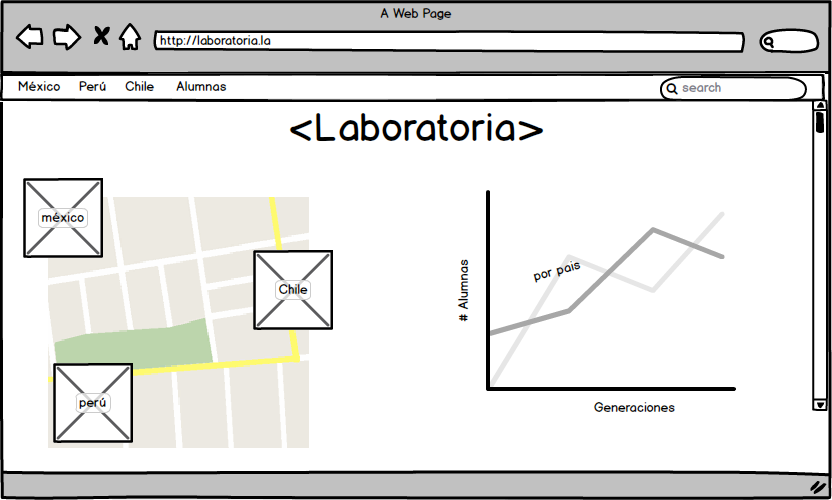 A Web Page
http://laboratoria.la
México Perú Chile Alumnas search
<Laboratoria>
méxico
Chile
perú
por pais
# Alumnas
Generaciones